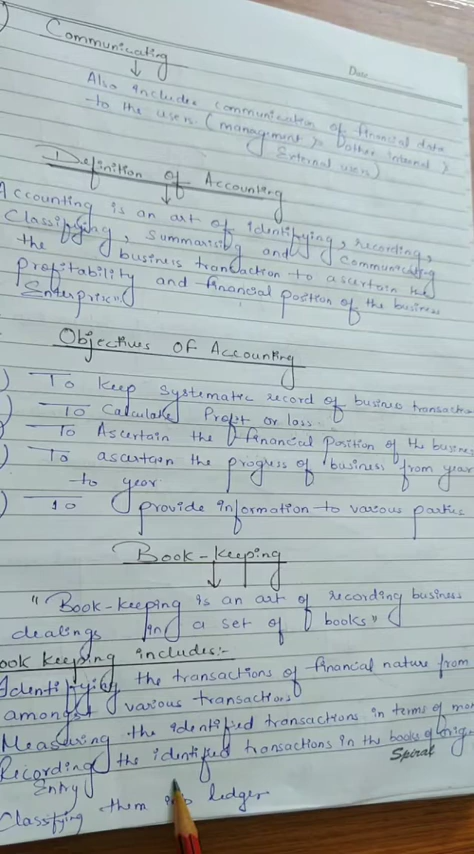 Communicating
Date
Also includes communication of financial data
to the users (management & other internal &
External users)
Definition of Accounting
Accounting is an art of identifying, recording,
Classifying, summarising and communicating
the business transaction to ascertain the
profitability and financial position of the business
Enterprise"
Objectives OF Accounting
) To keep systematic record of business
) To Calculate Profit or loss.
) To Ascertain the financial position of the
) To ascertain the progress of business from year
to year.
) To provide information to various parties
Book-keeping
"Book-keeping is an art of recording business
dealings in a set of books"
keeping includes:-
Identifying the transactions of financial nature from
amongst various transactions
Measuring the identified transactions in terms of
Recording the identified transactions in the books of
Spiral
Entry
Classifying them into ledger